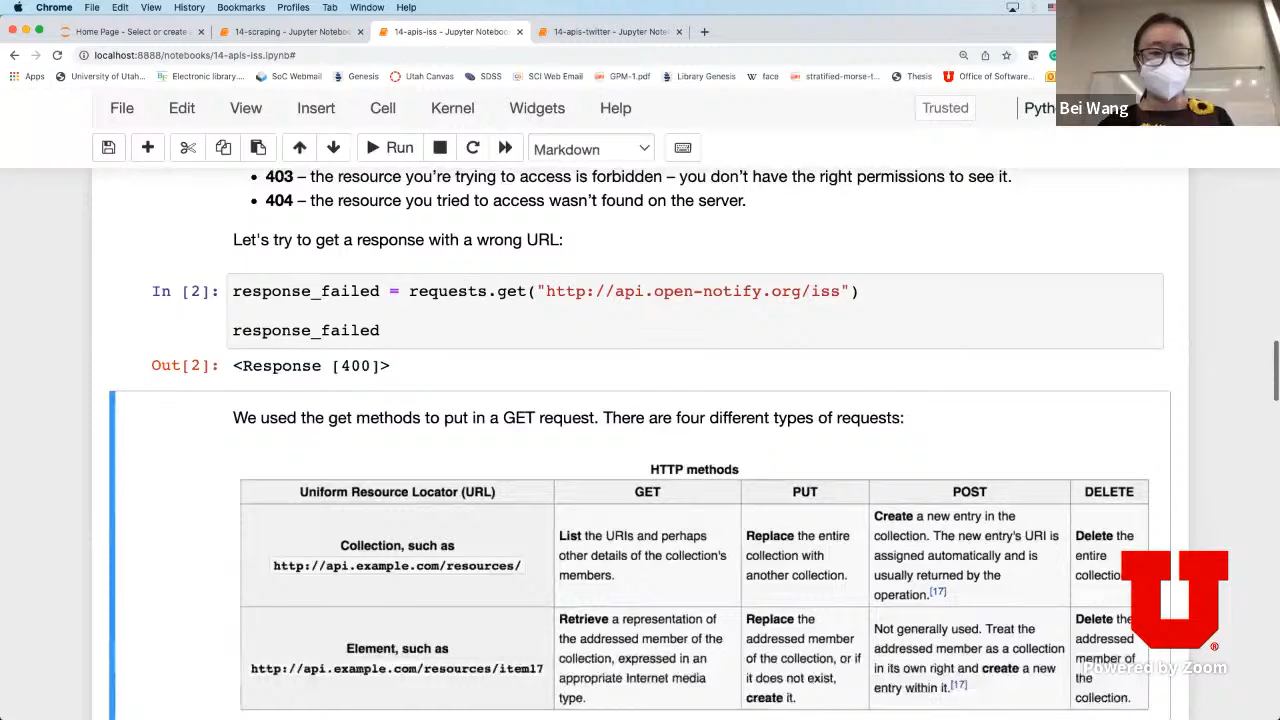 Chrome File Edit View History Bookmarks Profiles Tab Window Help
Home Page - Select or create a
14-scraping - Jupyter Notebook
14-apis-iss - Jupyter Notebook
14-apis-twitter - Jupyter Notebook
localhost:8888/notebooks/14-apis-iss.ipynb#
Apps University of Utah... Electronic library... SoC Webmail Genesis Utah Canvas SDSS SCI Web Email GPM-1.pdf Library Genesis face stratified-morse-t... Thesis Office of Software...
File Edit View Insert Cell Kernel Widgets Help Trusted Pyth
Bei Wang
Run Markdown
403 – the resource you're trying to access is forbidden – you don't have the right permissions to see it.
404 – the resource you tried to access wasn't found on the server.
Let's try to get a response with a wrong URL:
In [2]: response_failed = requests.get("http://api.open-notify.org/iss")
response_failed
Out[2]: <Response [400]>
We used the get methods to put in a GET request. There are four different types of requests:
HTTP methods
Uniform Resource Locator (URL) GET PUT POST DELETE
Collection, such as
http://api.example.com/resources/
List the URIs and perhaps
other details of the collection's
members.
Replace the entire
collection with
another collection.
Create a new entry in the
collection. The new entry's URI is
assigned automatically and is
usually returned by the
operation.[17]
Delete the
entire
collectio
Element, such as
http://api.example.com/resources/item17
Retrieve a representation of
the addressed member of the
collection, expressed in an
appropriate Internet media
type.
Replace the
addressed member
of the collection, or if
it does not exist,
create it.
Not generally used. Treat the
addressed member as a collection
in its own right and create a new
entry within it.[17]
Delete the
addressed
member of
the
collection.
U
®
Powered by Zoom